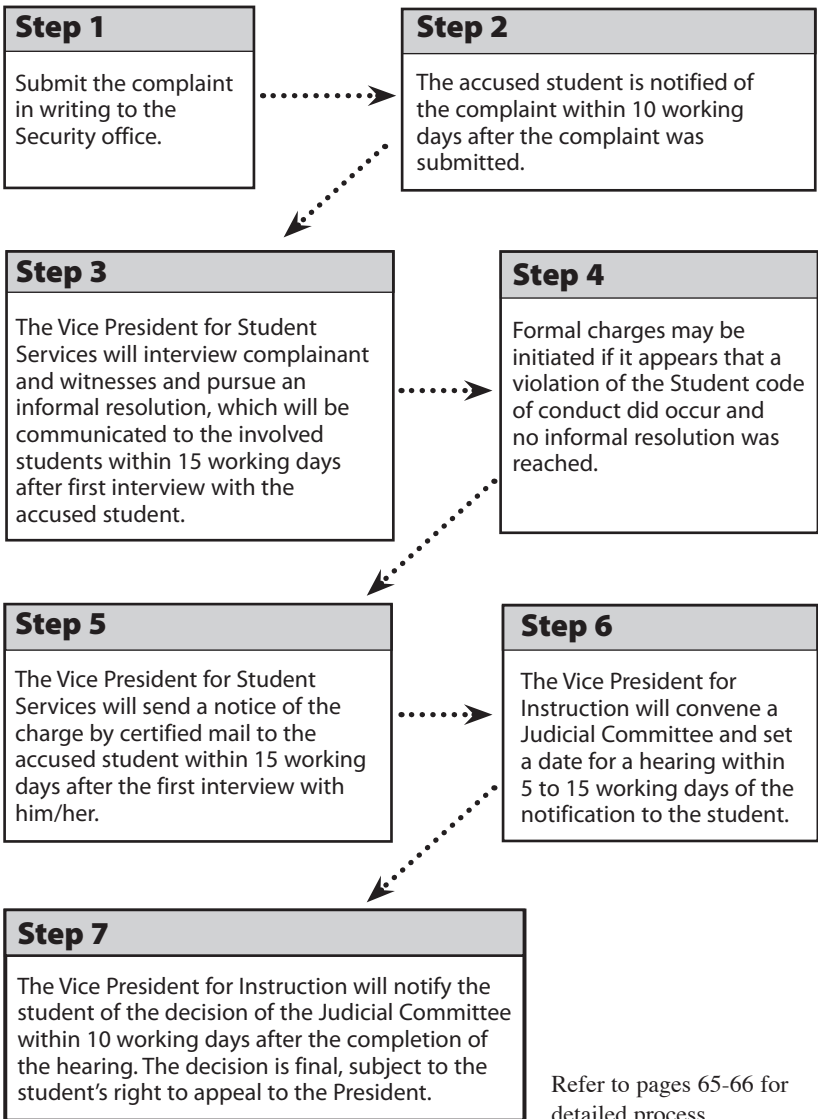 Step 1
Submit the complaint
in writing to the
Security office.
Step 2
The accused student is notified of
the complaint within 10 working
days after the complaint was
submitted.
Step 3
The Vice President for Student
Services will interview complainant
and witnesses and pursue an
informal resolution, which will be
communicated to the involved
students within 15 working days
after first interview with the
accused student.
Step 4
Formal charges may be
initiated if it appears that a
violation of the Student code
of conduct did occur and
no informal resolution was
reached.
Step 5
The Vice President for Student
Services will send a notice of the
charge by certified mail to the
accused student within 15 working
days after the first interview with
him/her.
Step 6
The Vice President for
Instruction will convene a
Judicial Committee and set
a date for a hearing within
5 to 15 working days of the
notification to the student.
Step 7
The Vice President for Instruction will notify the
student of the decision of the Judicial Committee
within 10 working days after the completion of
the hearing. The decision is final, subject to the
student's right to appeal to the President.
Refer to pages 65-66 for
detailed process